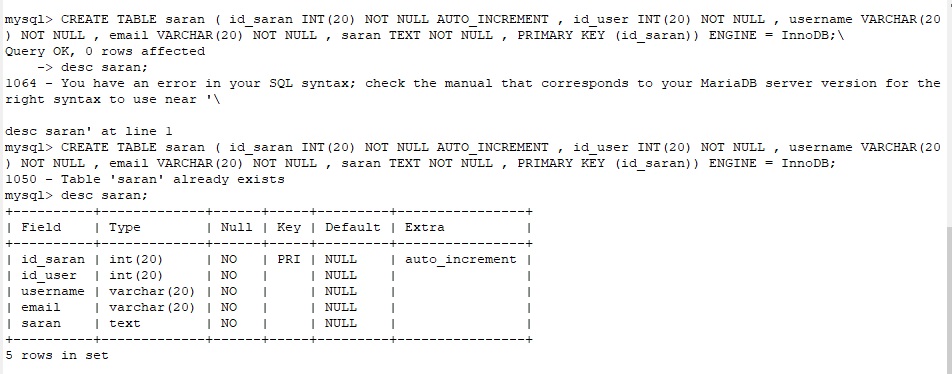 mysql> CREATE TABLE saran ( id_saran INT(20) NOT NULL AUTO_INCREMENT , id_user INT(20) NOT NULL , username VARCHAR(20
) NOT NULL , email VARCHAR(20) NOT NULL , saran TEXT NOT NULL , PRIMARY KEY (id_saran)) ENGINE = InnoDB;\
Query OK, 0 rows affected
    -> desc saran;
1064 - You have an error in your SQL syntax; check the manual that corresponds to your MariaDB server version for the
right syntax to use near '\

desc saran' at line 1
mysql> CREATE TABLE saran ( id_saran INT(20) NOT NULL AUTO_INCREMENT , id_user INT(20) NOT NULL , username VARCHAR(20
) NOT NULL , email VARCHAR(20) NOT NULL , saran TEXT NOT NULL , PRIMARY KEY (id_saran)) ENGINE = InnoDB;
1050 - Table 'saran' already exists
mysql> desc saran;
+----------+-------------+------+-----+---------+----------------+
| Field    | Type        | Null | Key | Default | Extra          |
+----------+-------------+------+-----+---------+----------------+
| id_saran | int(20)     | NO   | PRI | NULL    | auto_increment |
| id_user  | int(20)     | NO   |     | NULL    |                |
| username | varchar(20) | NO   |     | NULL    |                |
| email    | varchar(20) | NO   |     | NULL    |                |
| saran    | text        | NO   |     | NULL    |                |
+----------+-------------+------+-----+---------+----------------+
5 rows in set